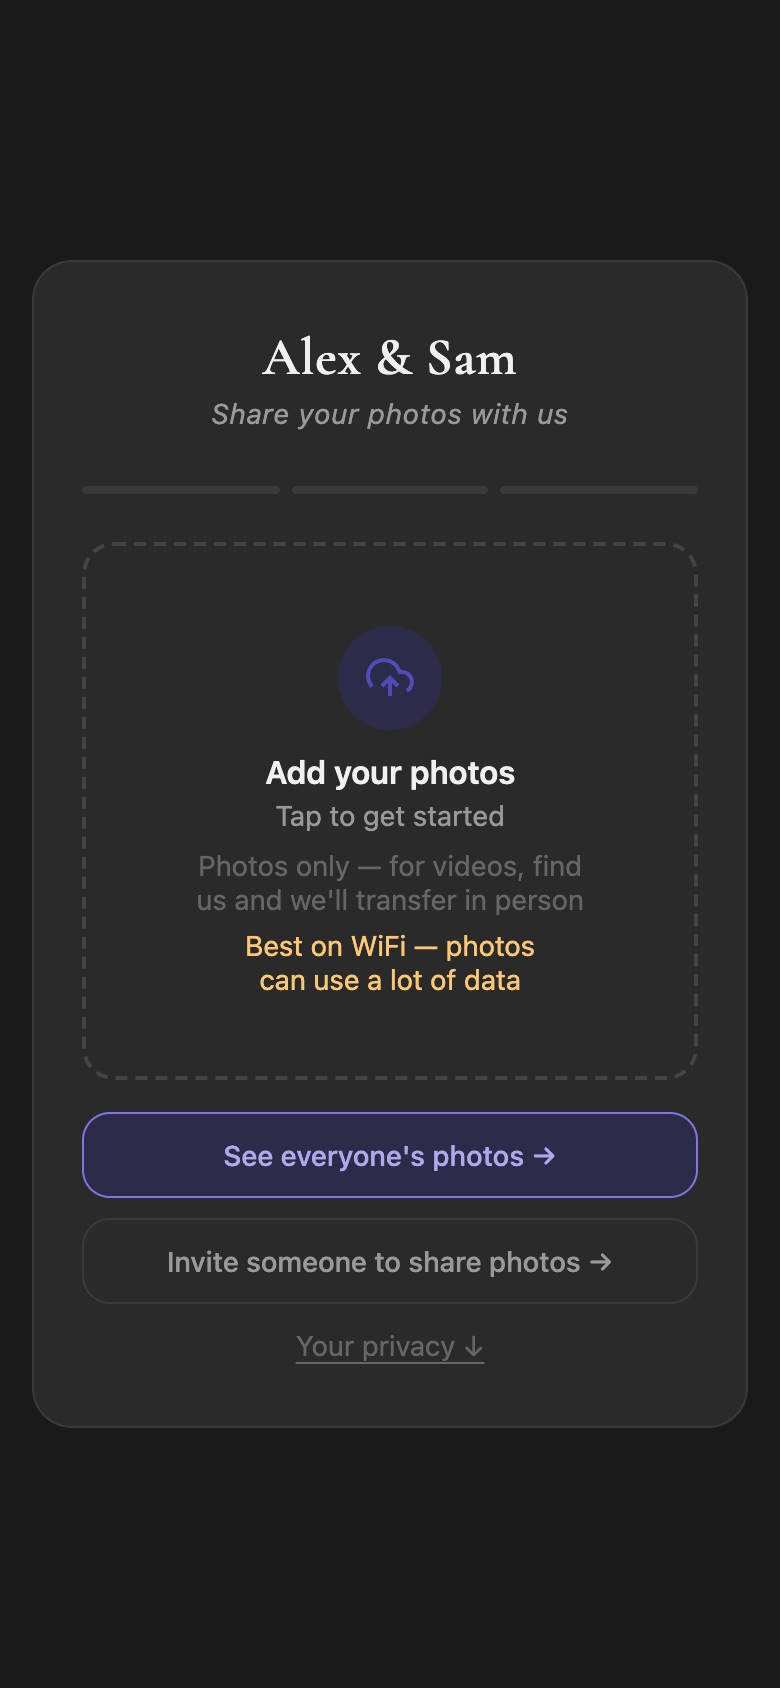 Alex & Sam
Share your photos with us
Add your photos
Tap to get started
Photos only — for videos, find
us and we'll transfer in person
Best on WiFi — photos
can use a lot of data
See everyone's photos →
Invite someone to share photos →
Your privacy ↓